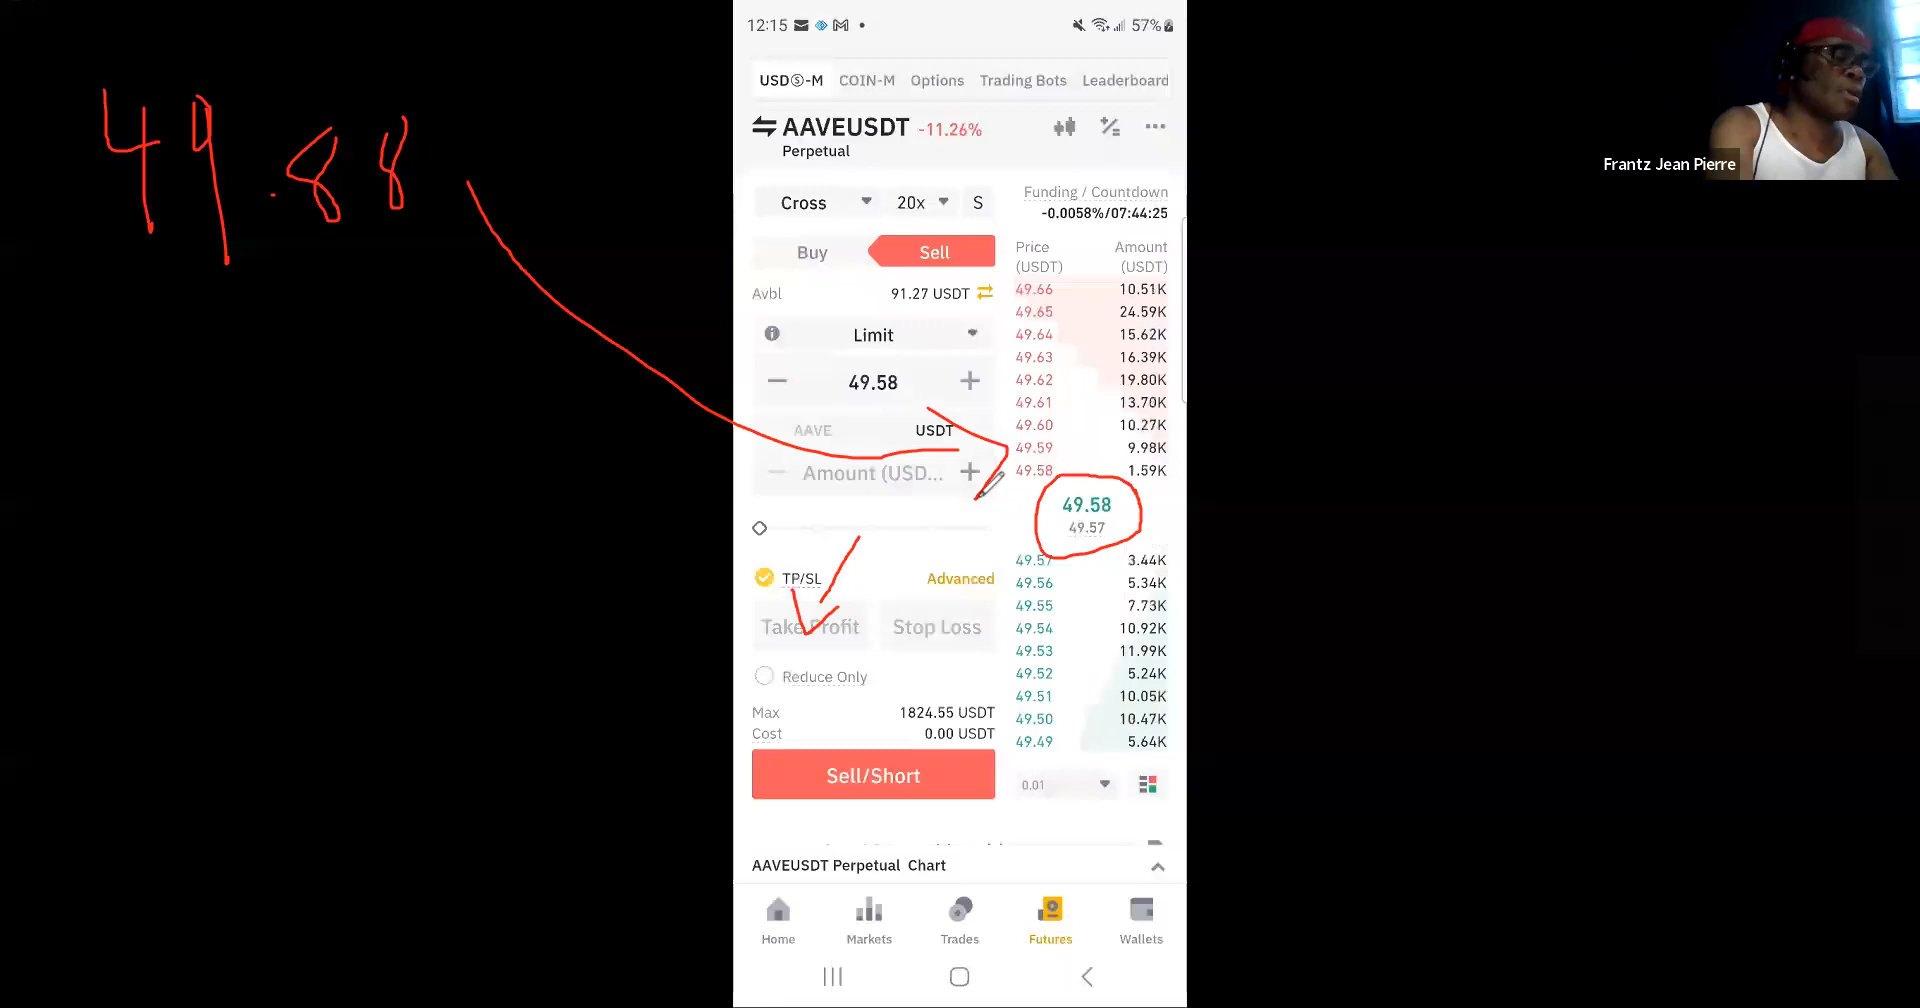 49.88
12:15
57%
USDⓈ-M COIN-M Options Trading Bots Leaderboard
AAVEUSDT -11.26%
Perpetual
Cross 20x S
Funding / Countdown
-0.0058%/07:44:25
Buy Sell
Price (USDT) Amount (USDT)
Avbl 91.27 USDT
49.66 10.51K
49.65 24.59K
Limit
49.64 15.62K
49.63 16.39K
49.58
49.62 19.80K
49.61 13.70K
AAVE USDT
49.60 10.27K
49.59 9.98K
Amount (USD...
49.58 1.59K
49.58
49.57
49.57 3.44K
TP/SL Advanced
49.56 5.34K
49.55 7.73K
Take Profit Stop Loss
49.54 10.92K
49.53 11.99K
Reduce Only
49.52 5.24K
49.51 10.05K
Max 1824.55 USDT
49.50 10.47K
Cost 0.00 USDT
49.49 5.64K
Sell/Short
0.01
AAVEUSDT Perpetual Chart
Home Markets Trades Futures Wallets
Frantz Jean Pierre